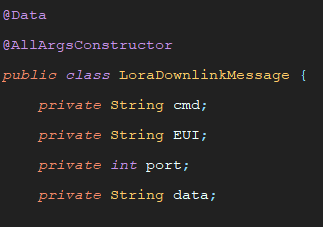 @Data
@AllArgsConstructor
public class LoraDownlinkMessage {
    private String cmd;
    private String EUI;
    private int port;
    private String data;